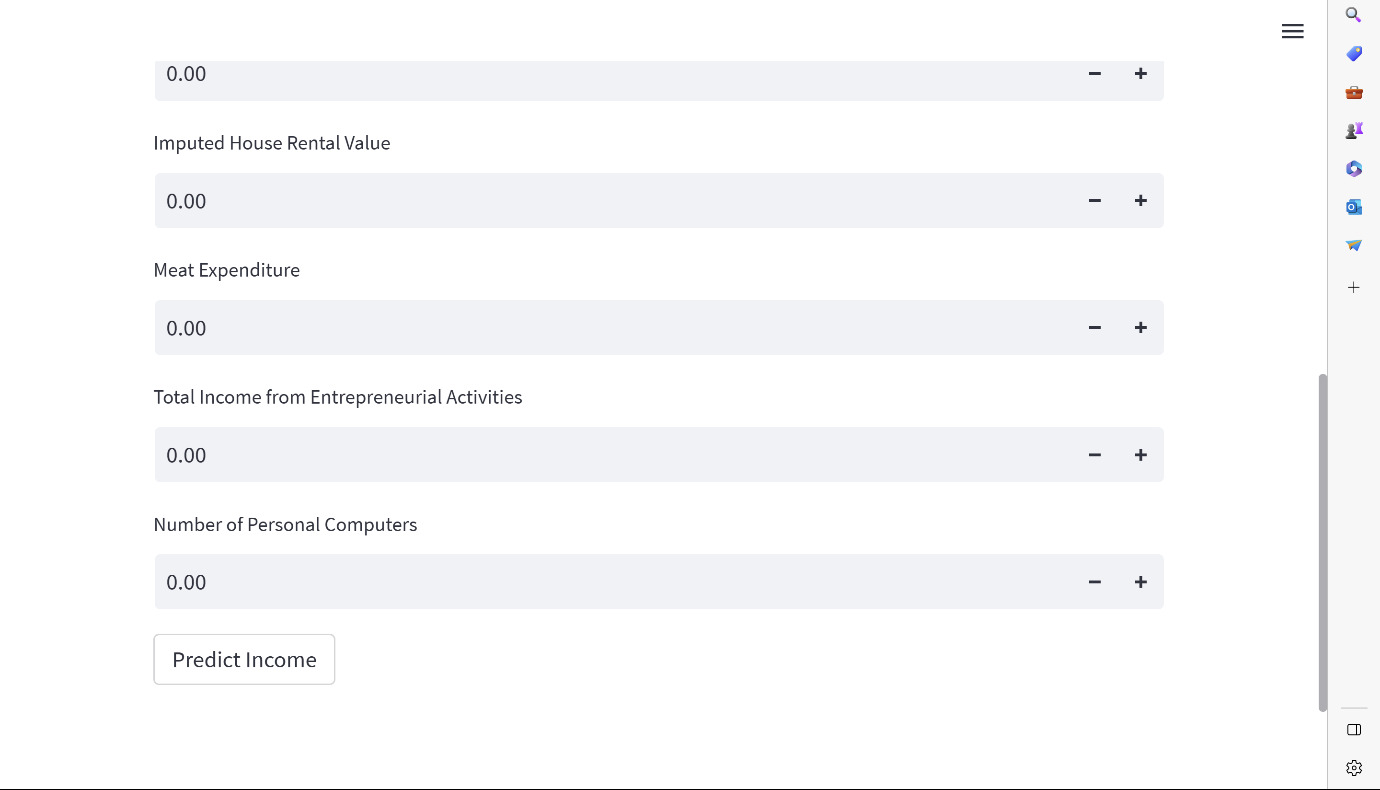 0.00
Imputed House Rental Value
0.00
Meat Expenditure
0.00
Total Income from Entrepreneurial Activities
0.00
Number of Personal Computers
0.00
Predict Income